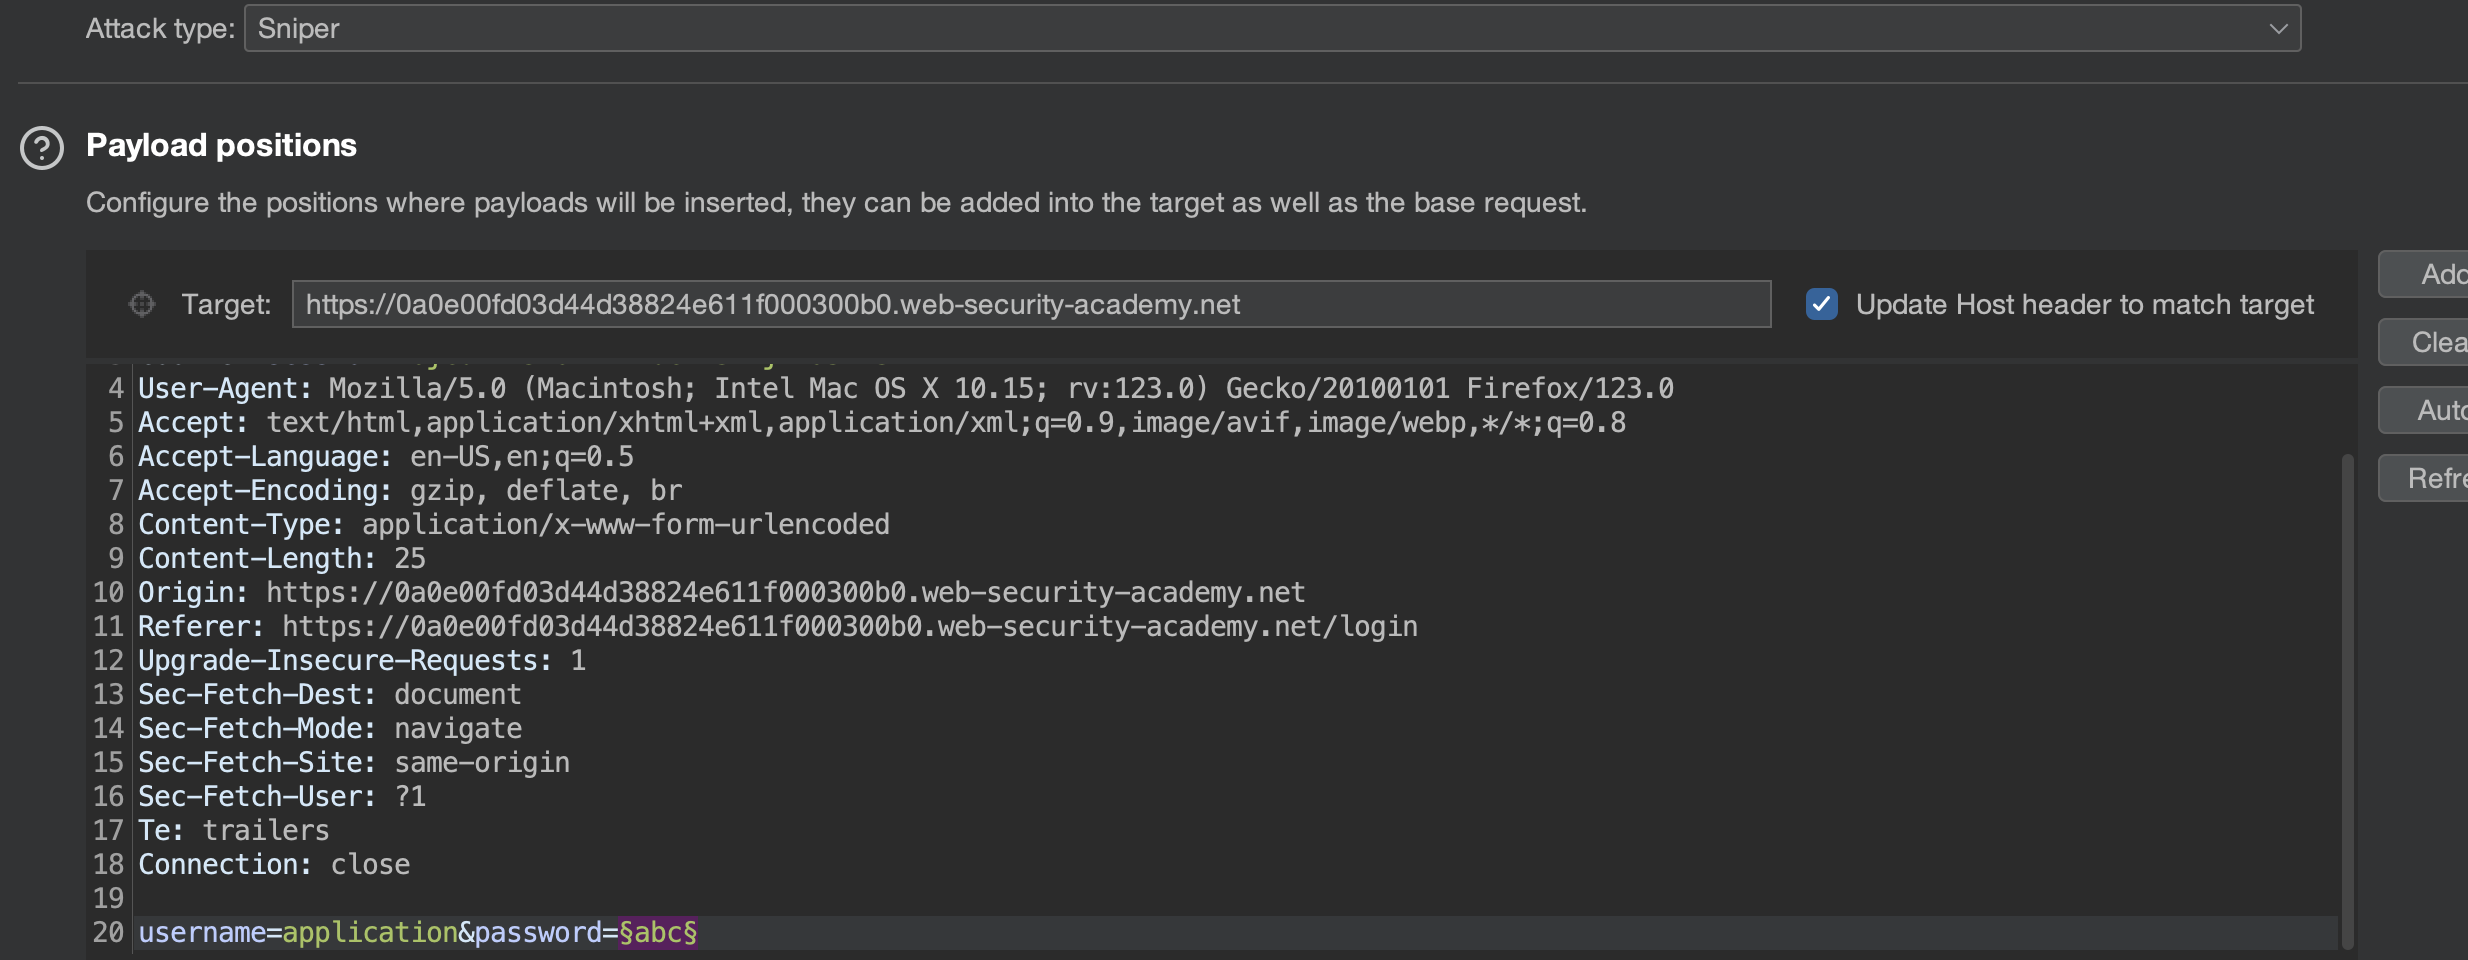 Attack type: Sniper
Payload positions
Configure the positions where payloads will be inserted, they can be added into the target as well as the base request.
Target: https://0a0e00fd03d44d38824e611f000300b0.web-security-academy.net Update Host header to match target
4 User-Agent: Mozilla/5.0 (Macintosh; Intel Mac OS X 10.15; rv:123.0) Gecko/20100101 Firefox/123.0
5 Accept: text/html,application/xhtml+xml,application/xml;q=0.9,image/avif,image/webp,*/*;q=0.8
6 Accept-Language: en-US,en;q=0.5
7 Accept-Encoding: gzip, deflate, br
8 Content-Type: application/x-www-form-urlencoded
9 Content-Length: 25
10 Origin: https://0a0e00fd03d44d38824e611f000300b0.web-security-academy.net
11 Referer: https://0a0e00fd03d44d38824e611f000300b0.web-security-academy.net/login
12 Upgrade-Insecure-Requests: 1
13 Sec-Fetch-Dest: document
14 Sec-Fetch-Mode: navigate
15 Sec-Fetch-Site: same-origin
16 Sec-Fetch-User: ?1
17 Te: trailers
18 Connection: close
19
20 username=application&password=§abc§
Add
Clea
Auto
Refre